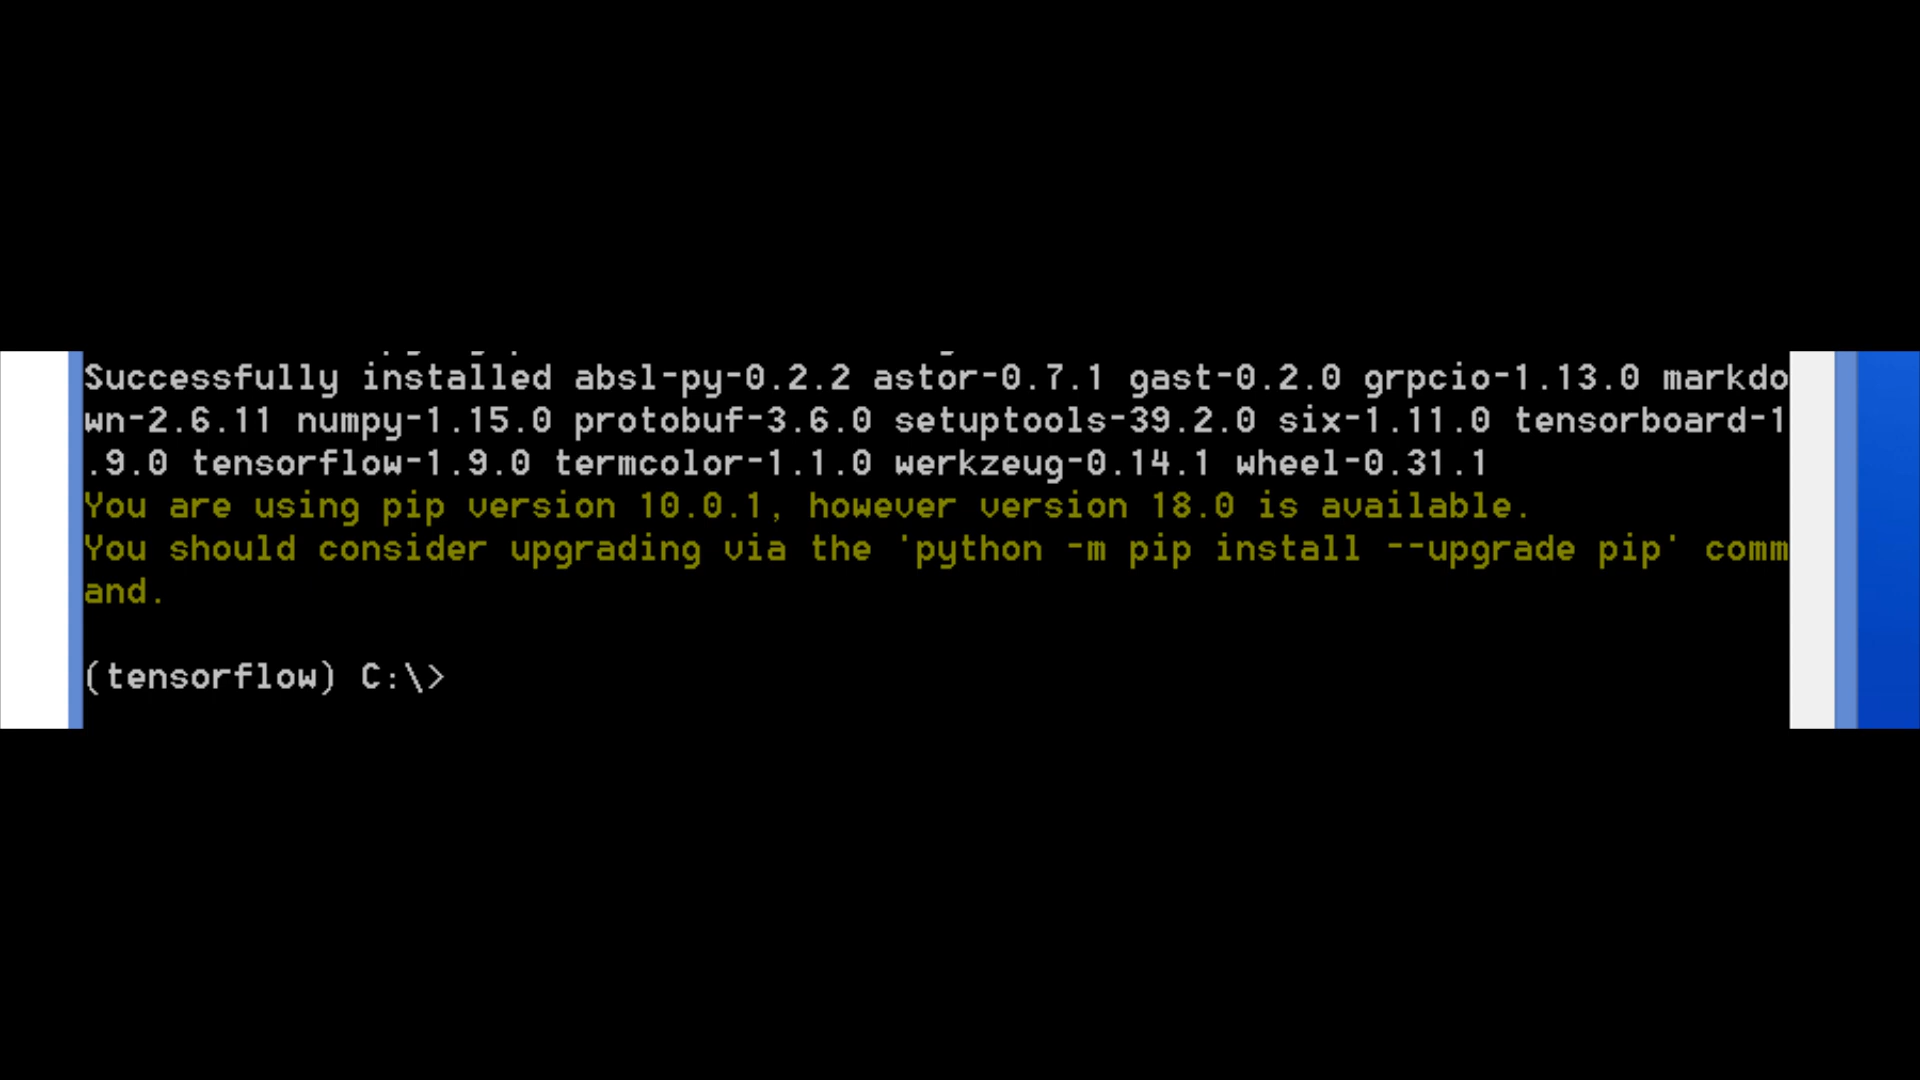 Successfully installed absl-py-0.2.2 astor-0.7.1 gast-0.2.0 grpcio-1.13.0 markdo
wn-2.6.11 numpy-1.15.0 protobuf-3.6.0 setuptools-39.2.0 six-1.11.0 tensorboard-1
.9.0 tensorflow-1.9.0 termcolor-1.1.0 werkzeug-0.14.1 wheel-0.31.1
You are using pip version 10.0.1, however version 18.0 is available.
You should consider upgrading via the 'python -m pip install --upgrade pip' comm
and.
(tensorflow) C:\>